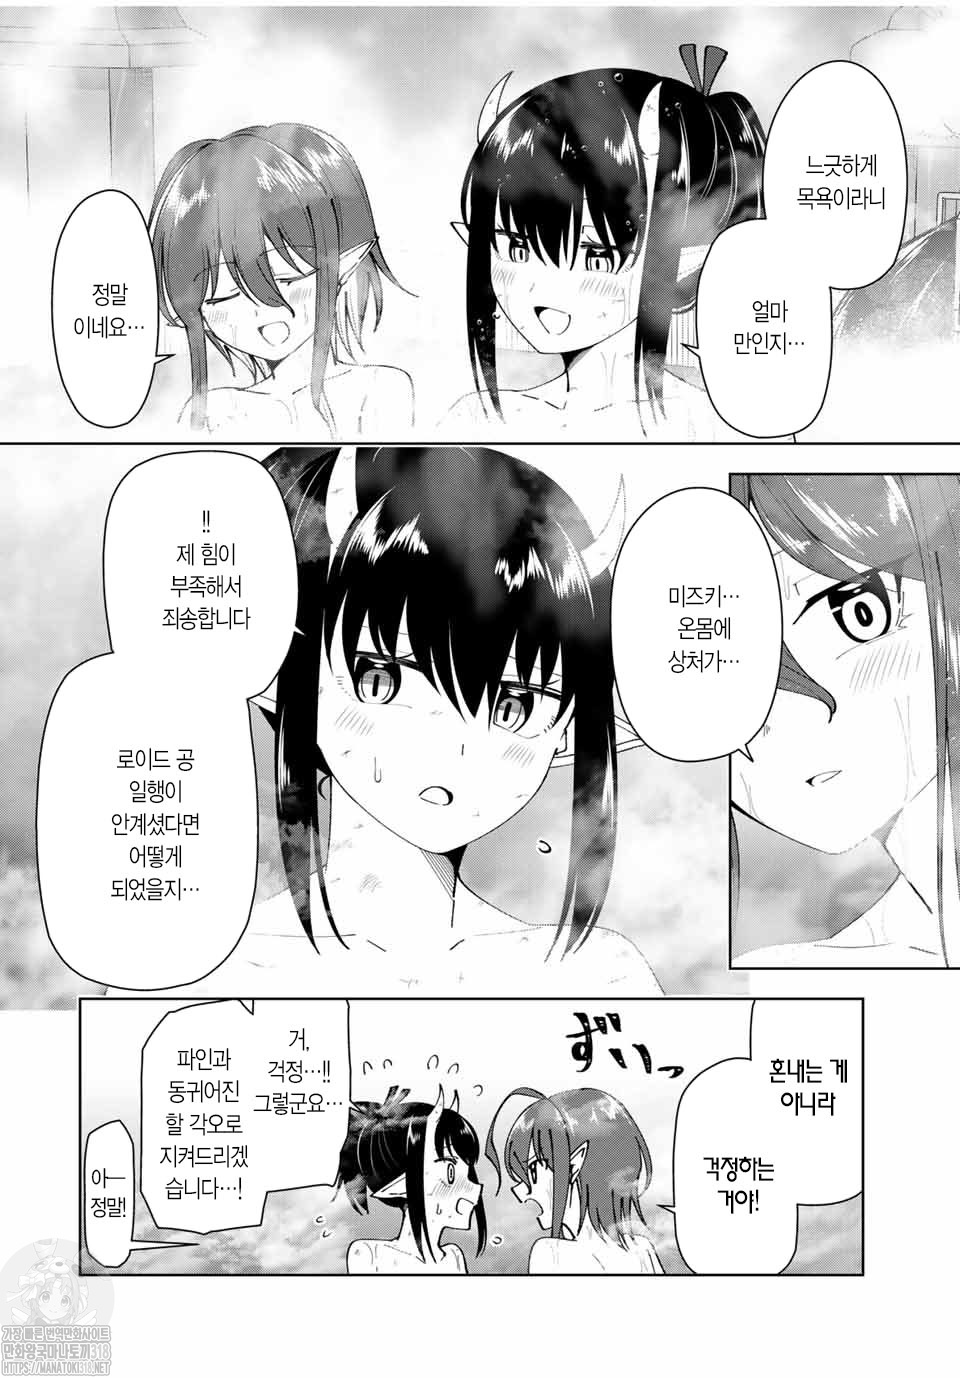 느긋하게
목욕이라니
얼마
만인지…
정말
이네요…
미즈키…
온몸에
상처가…
!!
제 힘이
부족해서
죄송합니다
로이드 공
일행이
안계셨다면
어떻게
되었을지…
혼내는 게
아니라
걱정하는
거야!
ずいっ
거,
걱정…!!
그렇군요…
파인과
동귀어진
할 각오로
지켜드리겠
습니다…!
아—
정말!
가장 빠른 번역만화사이트
만화왕국마나토끼318
HTTPS://MANATOKI318.NET